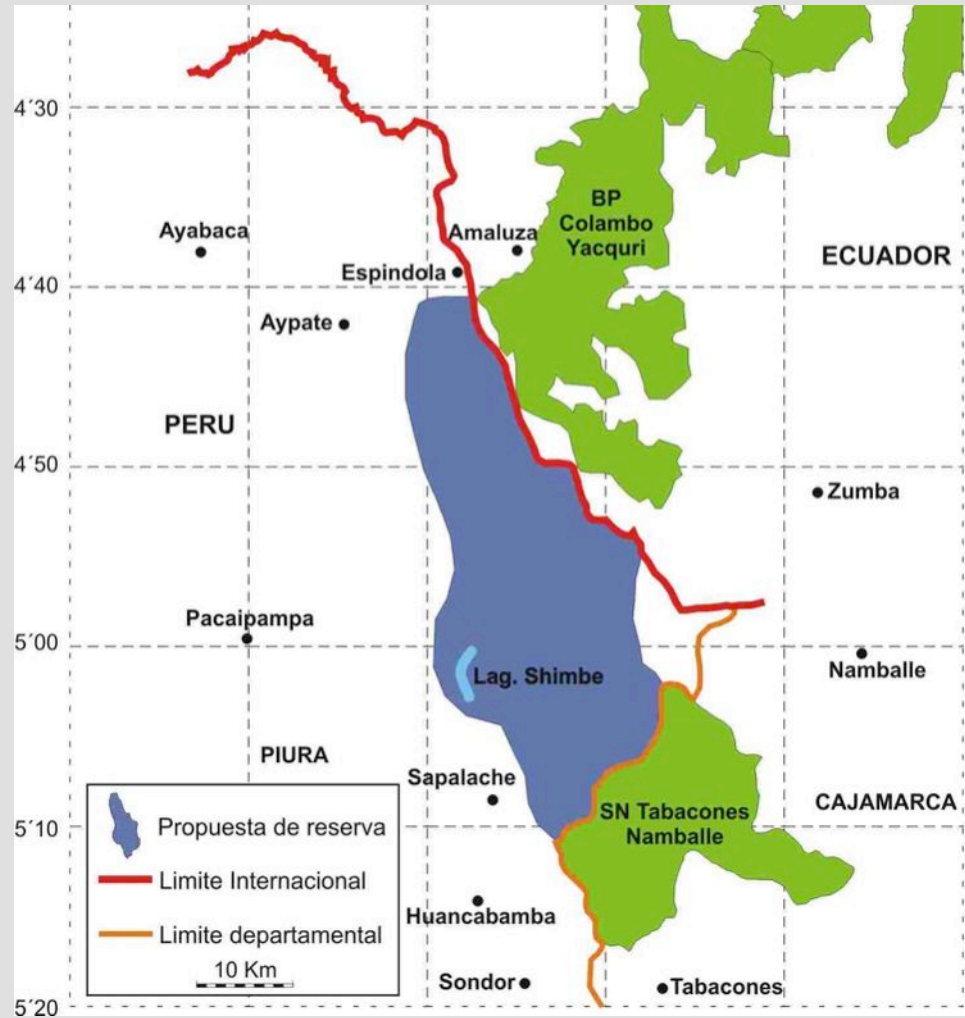 4°30
BP
Colambo
Yacquri
Ayabaca
Amaluza
ECUADOR
Espindola
4°40
Aypate
PERU
4°50
Zumba
Pacaipampa
5°00
Lag. Shimbe
Namballe
PIURA
Sapalache
CAJAMARCA
SN Tabacones
Namballe
5°10
Propuesta de reserva
Limite Internacional
Huancabamba
Limite departamental
10 Km
Sondor
Tabacones
5°20